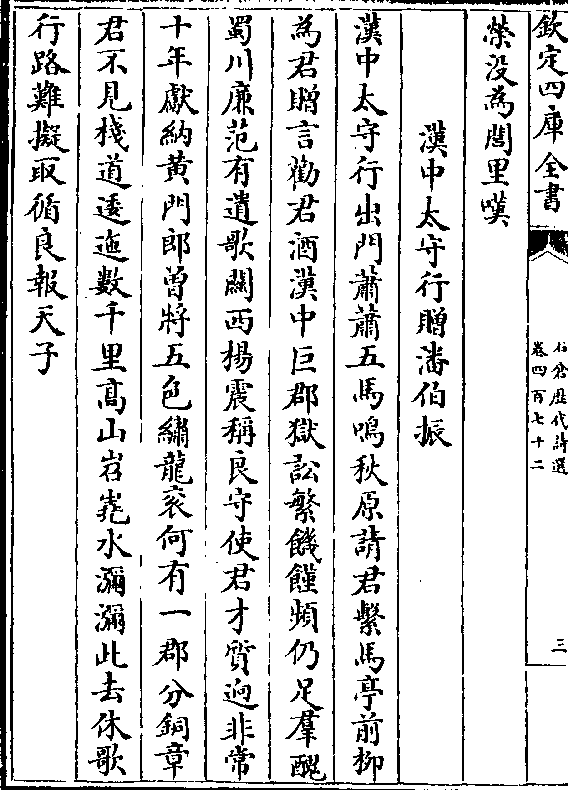 欽定四庫全書
石倉歷代詩選
卷四百七十二
三
榮没為閭里嘆
漢中太守行贈潘伯振
漢中太守行出門蕭蕭五馬鳴秋原請君繫馬亭前柳
為君贈言勸君酒漢中巨郡獄訟繁饑饉頻仍足羣醜
蜀川廉范有遺歌關西楊震稱良守使君才質逈非常
十年獻納黄門郎曾將五色繡龍衮何有一郡分銅章
君不見棧道逶迤數千里髙山岧嶤水瀰瀰此去休歌
行路難擬取循良報天子